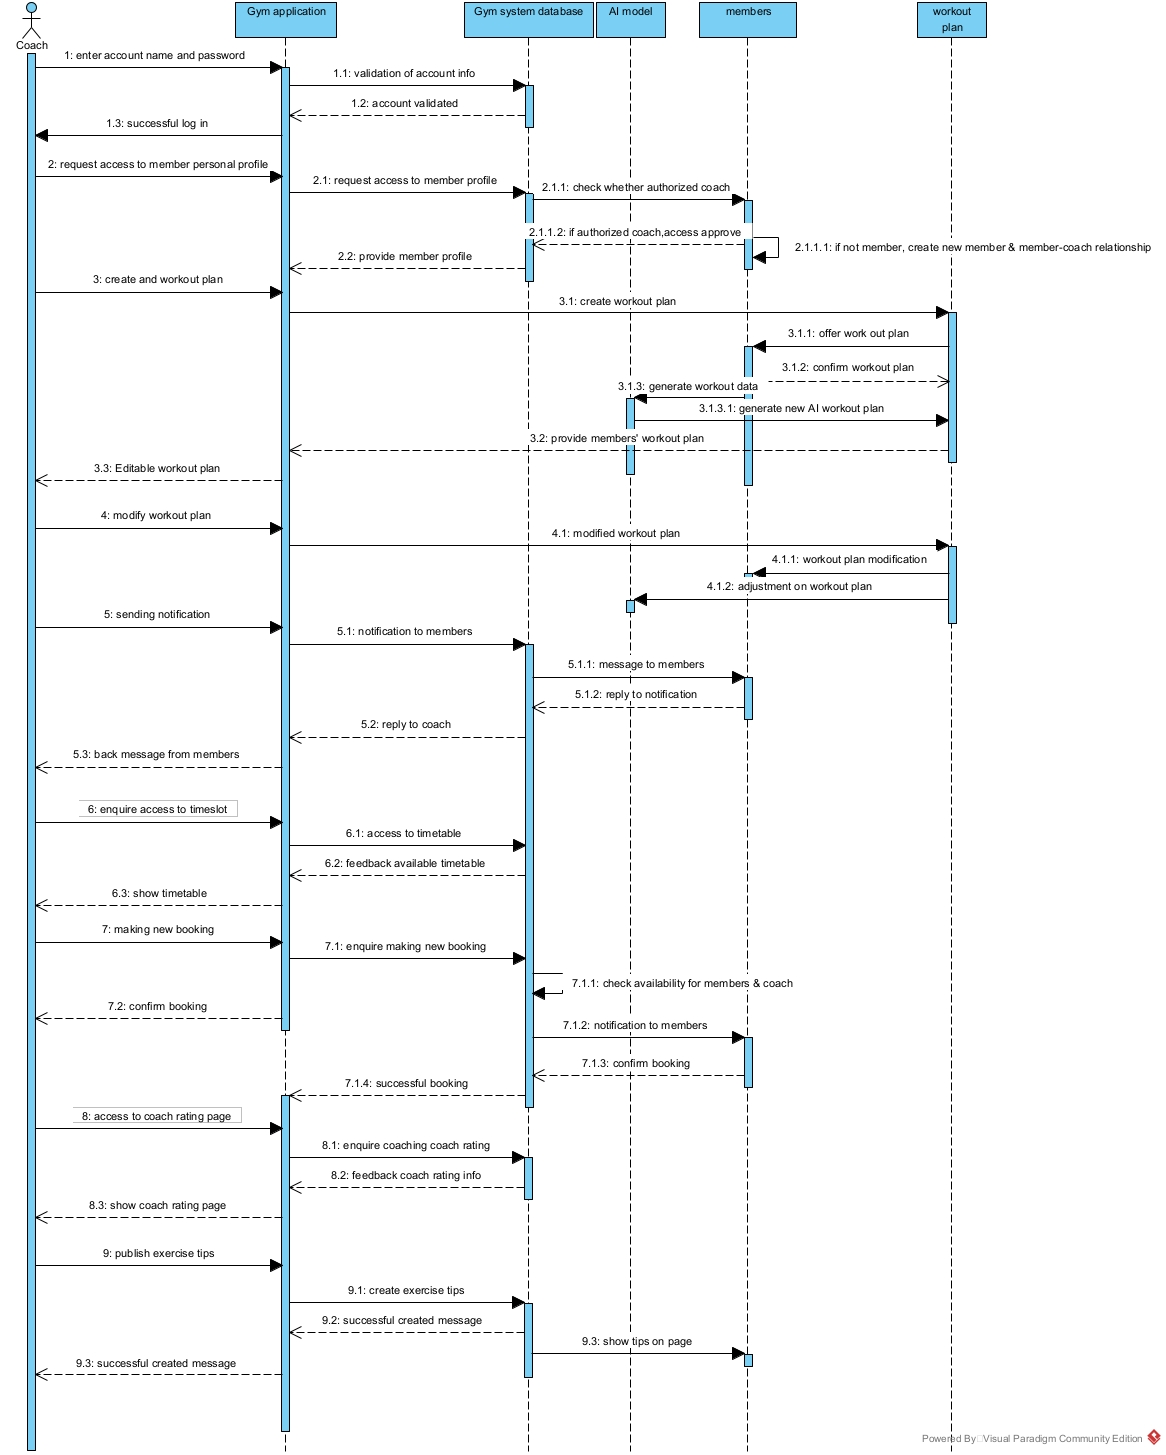 Gym application
Gym system database
AI model
members
workout
plan
Coach
1: enter account name and password
1.1: validation of account info
1.2: account validated
1.3: successful log in
2: request access to member personal profile
2.1: request access to member profile
2.1.1: check whether authorized coach
2.1.1.2: if authorized coach,access approve
2.1.1.1: if not member, create new member & member-coach relationship
2.2: provide member profile
3: create and workout plan
3.1: create workout plan
3.1.1: offer work out plan
3.1.2: confirm workout plan
3.1.3: generate workout data
3.1.3.1: generate new AI workout plan
3.2: provide members' workout plan
3.3: Editable workout plan
4: modify workout plan
4.1: modified workout plan
4.1.1: workout plan modification
4.1.2: adjustment on workout plan
5: sending notification
5.1: notification to members
5.1.1: message to members
5.1.2: reply to notification
5.2: reply to coach
5.3: back message from members
6: enquire access to timeslot
6.1: access to timetable
6.2: feedback available timetable
6.3: show timetable
7: making new booking
7.1: enquire making new booking
7.1.1: check availability for members & coach
7.2: confirm booking
7.1.2: notification to members
7.1.3: confirm booking
7.1.4: successful booking
8: access to coach rating page
8.1: enquire coaching coach rating
8.2: feedback coach rating info
8.3: show coach rating page
9: publish exercise tips
9.1: create exercise tips
9.2: successful created message
9.3: show tips on page
9.3: successful created message
Powered By Visual Paradigm Community Edition